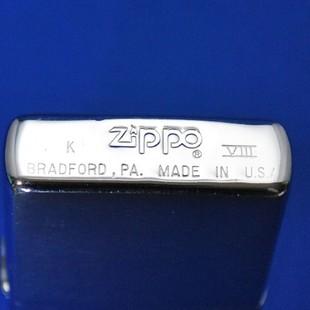 K Zippo ® VIII
BRADFORD, PA. MADE IN U.S.A